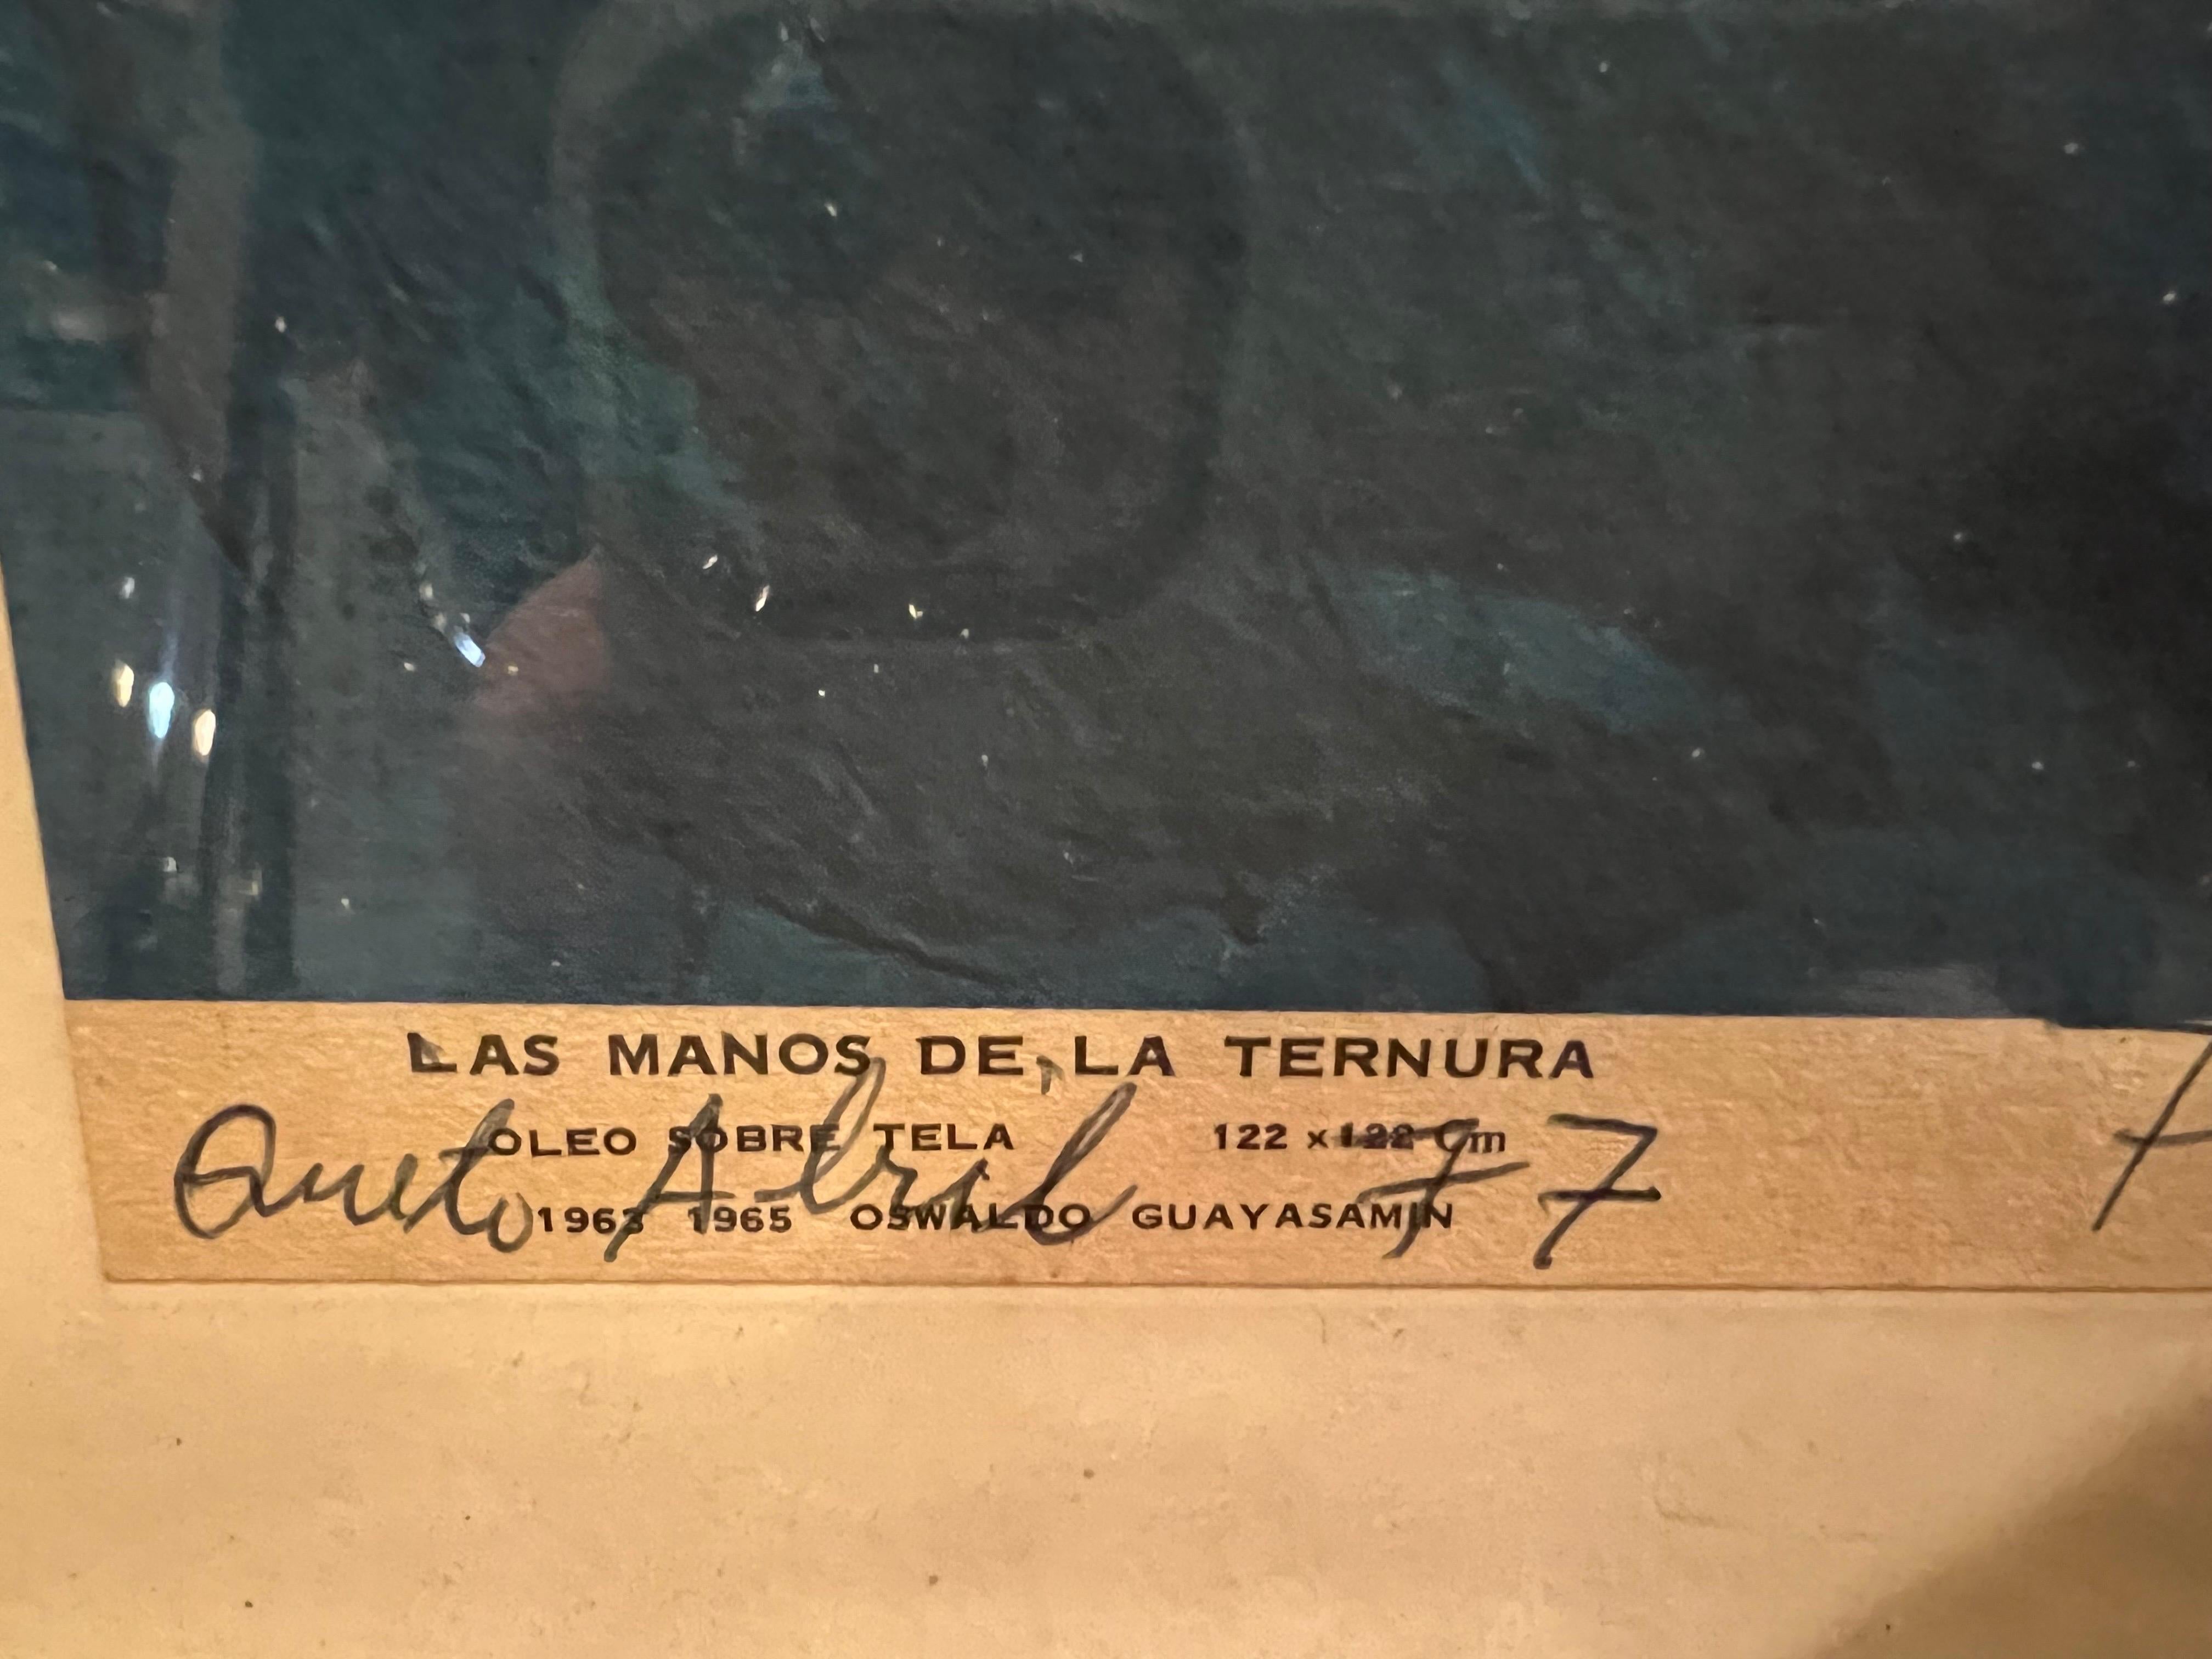 LAS MANOS DE LA TERNURA
OLEO SOBRE TELA 122 x 122 Cm
Quito Abril 77
1963 1965 OSWALDO GUAYASAMIN